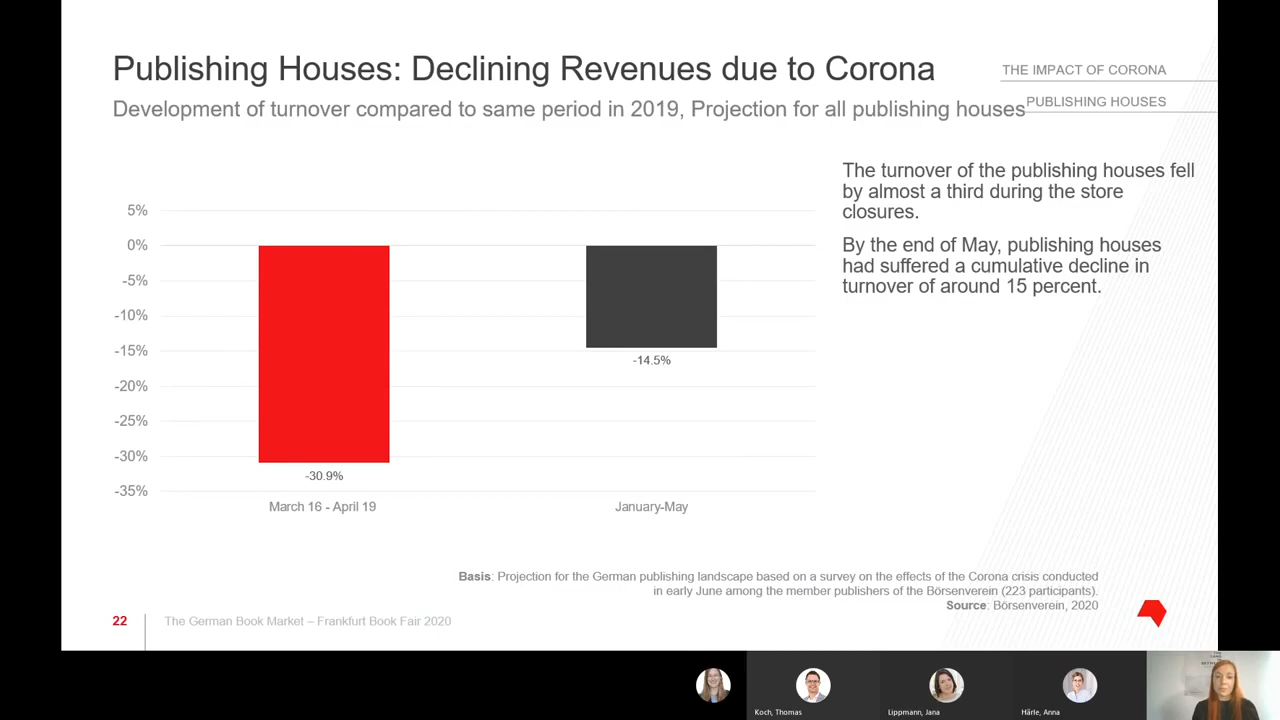 Publishing Houses: Declining Revenues due to Corona
THE IMPACT OF CORONA
Development of turnover compared to same period in 2019, Projection for all publishing houses
PUBLISHING HOUSES
The turnover of the publishing houses fell
by almost a third during the store
closures.
By the end of May, publishing houses
had suffered a cumulative decline in
turnover of around 15 percent.
5%
0%
-5%
-10%
-15%
-20%
-25%
-30%
-35%
-30.9%
-14.5%
March 16 - April 19
January-May
Basis: Projection for the German publishing landscape based on a survey on the effects of the Corona crisis conducted
in early June among the member publishers of the Börsenverein (223 participants).
Source: Börsenverein, 2020
22
The German Book Market – Frankfurt Book Fair 2020
Koch, Thomas
Lippmann, Jana
Härle, Anna